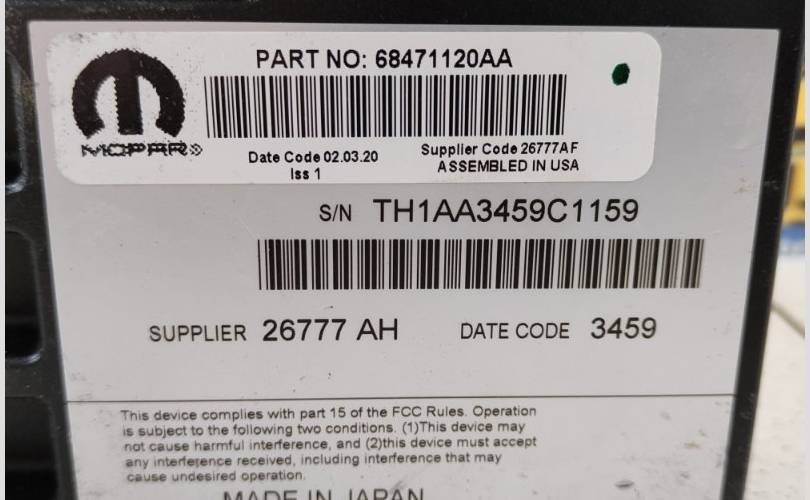 PART NO: 68471120AA
MOPAR
Date Code 02.03.20
Iss 1
Supplier Code 26777AF
ASSEMBLED IN USA
S/N TH1AA3459C1159
SUPPLIER 26777 AH DATE CODE 3459
This device complies with part 15 of the FCC Rules. Operation
is subject to the following two conditions. (1)This device may
not cause harmful interference, and (2)this device must accept
any interference received, including interference that may
cause undesired operation.
MADE IN JAPAN